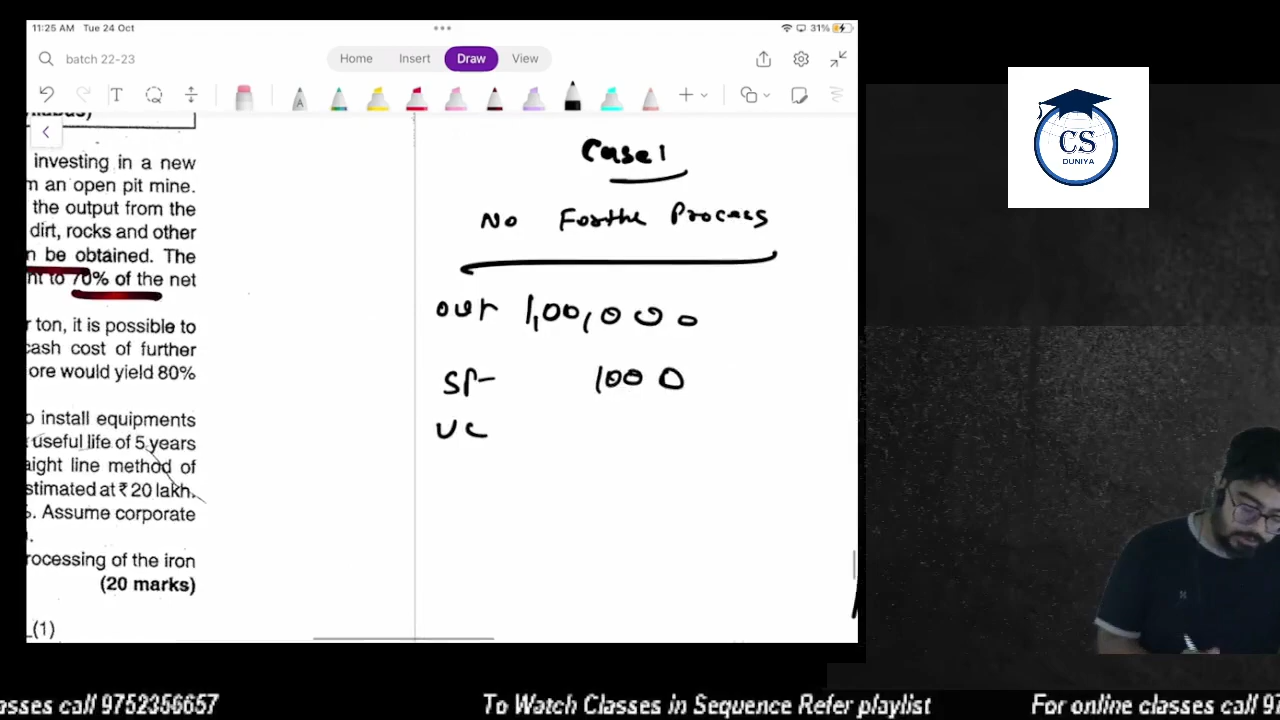 11:25 AM Tue 24 Oct
31%
batch 22-23
Home Insert Draw View
investing in a new
m an open pit mine.
the output from the
dirt, rocks and other
n be obtained. The
nt to 70% of the net
r ton, it is possible to
cash cost of further
ore would yield 80%
o install equipments
useful life of 5 years
aight line method of
stimated at ₹ 20 lakh.
. Assume corporate
rocessing of the iron
(20 marks)
_(1)
Case 1
No Forthe Process
out 1,00,000
SP 1000
VC
CS
DUNIYA
asses call 9752356657
To Watch Classes in Sequence Refer playlist
For online classes call 97